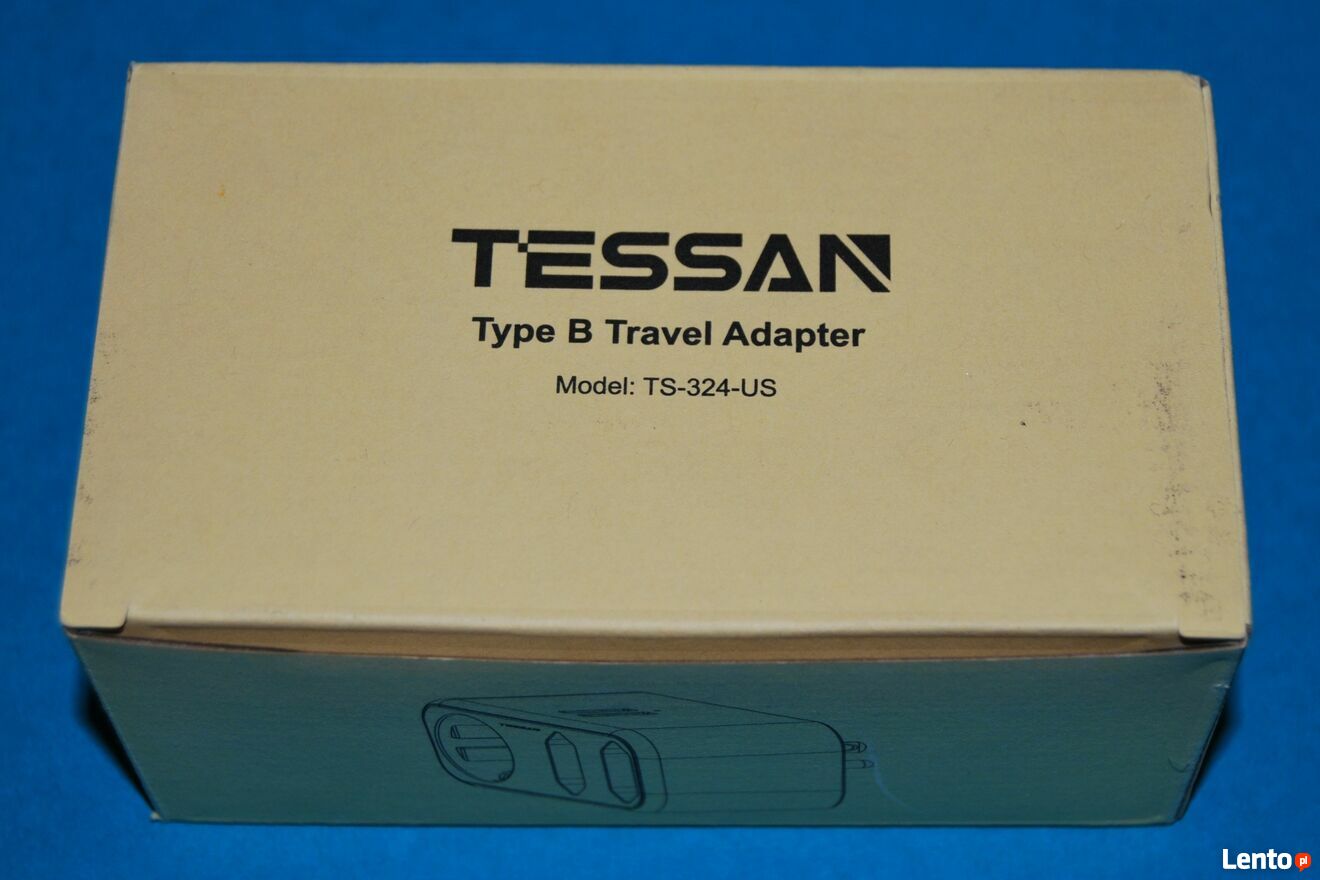 TESSAN
Type B Travel Adapter
Model: TS-324-US
Lento pl